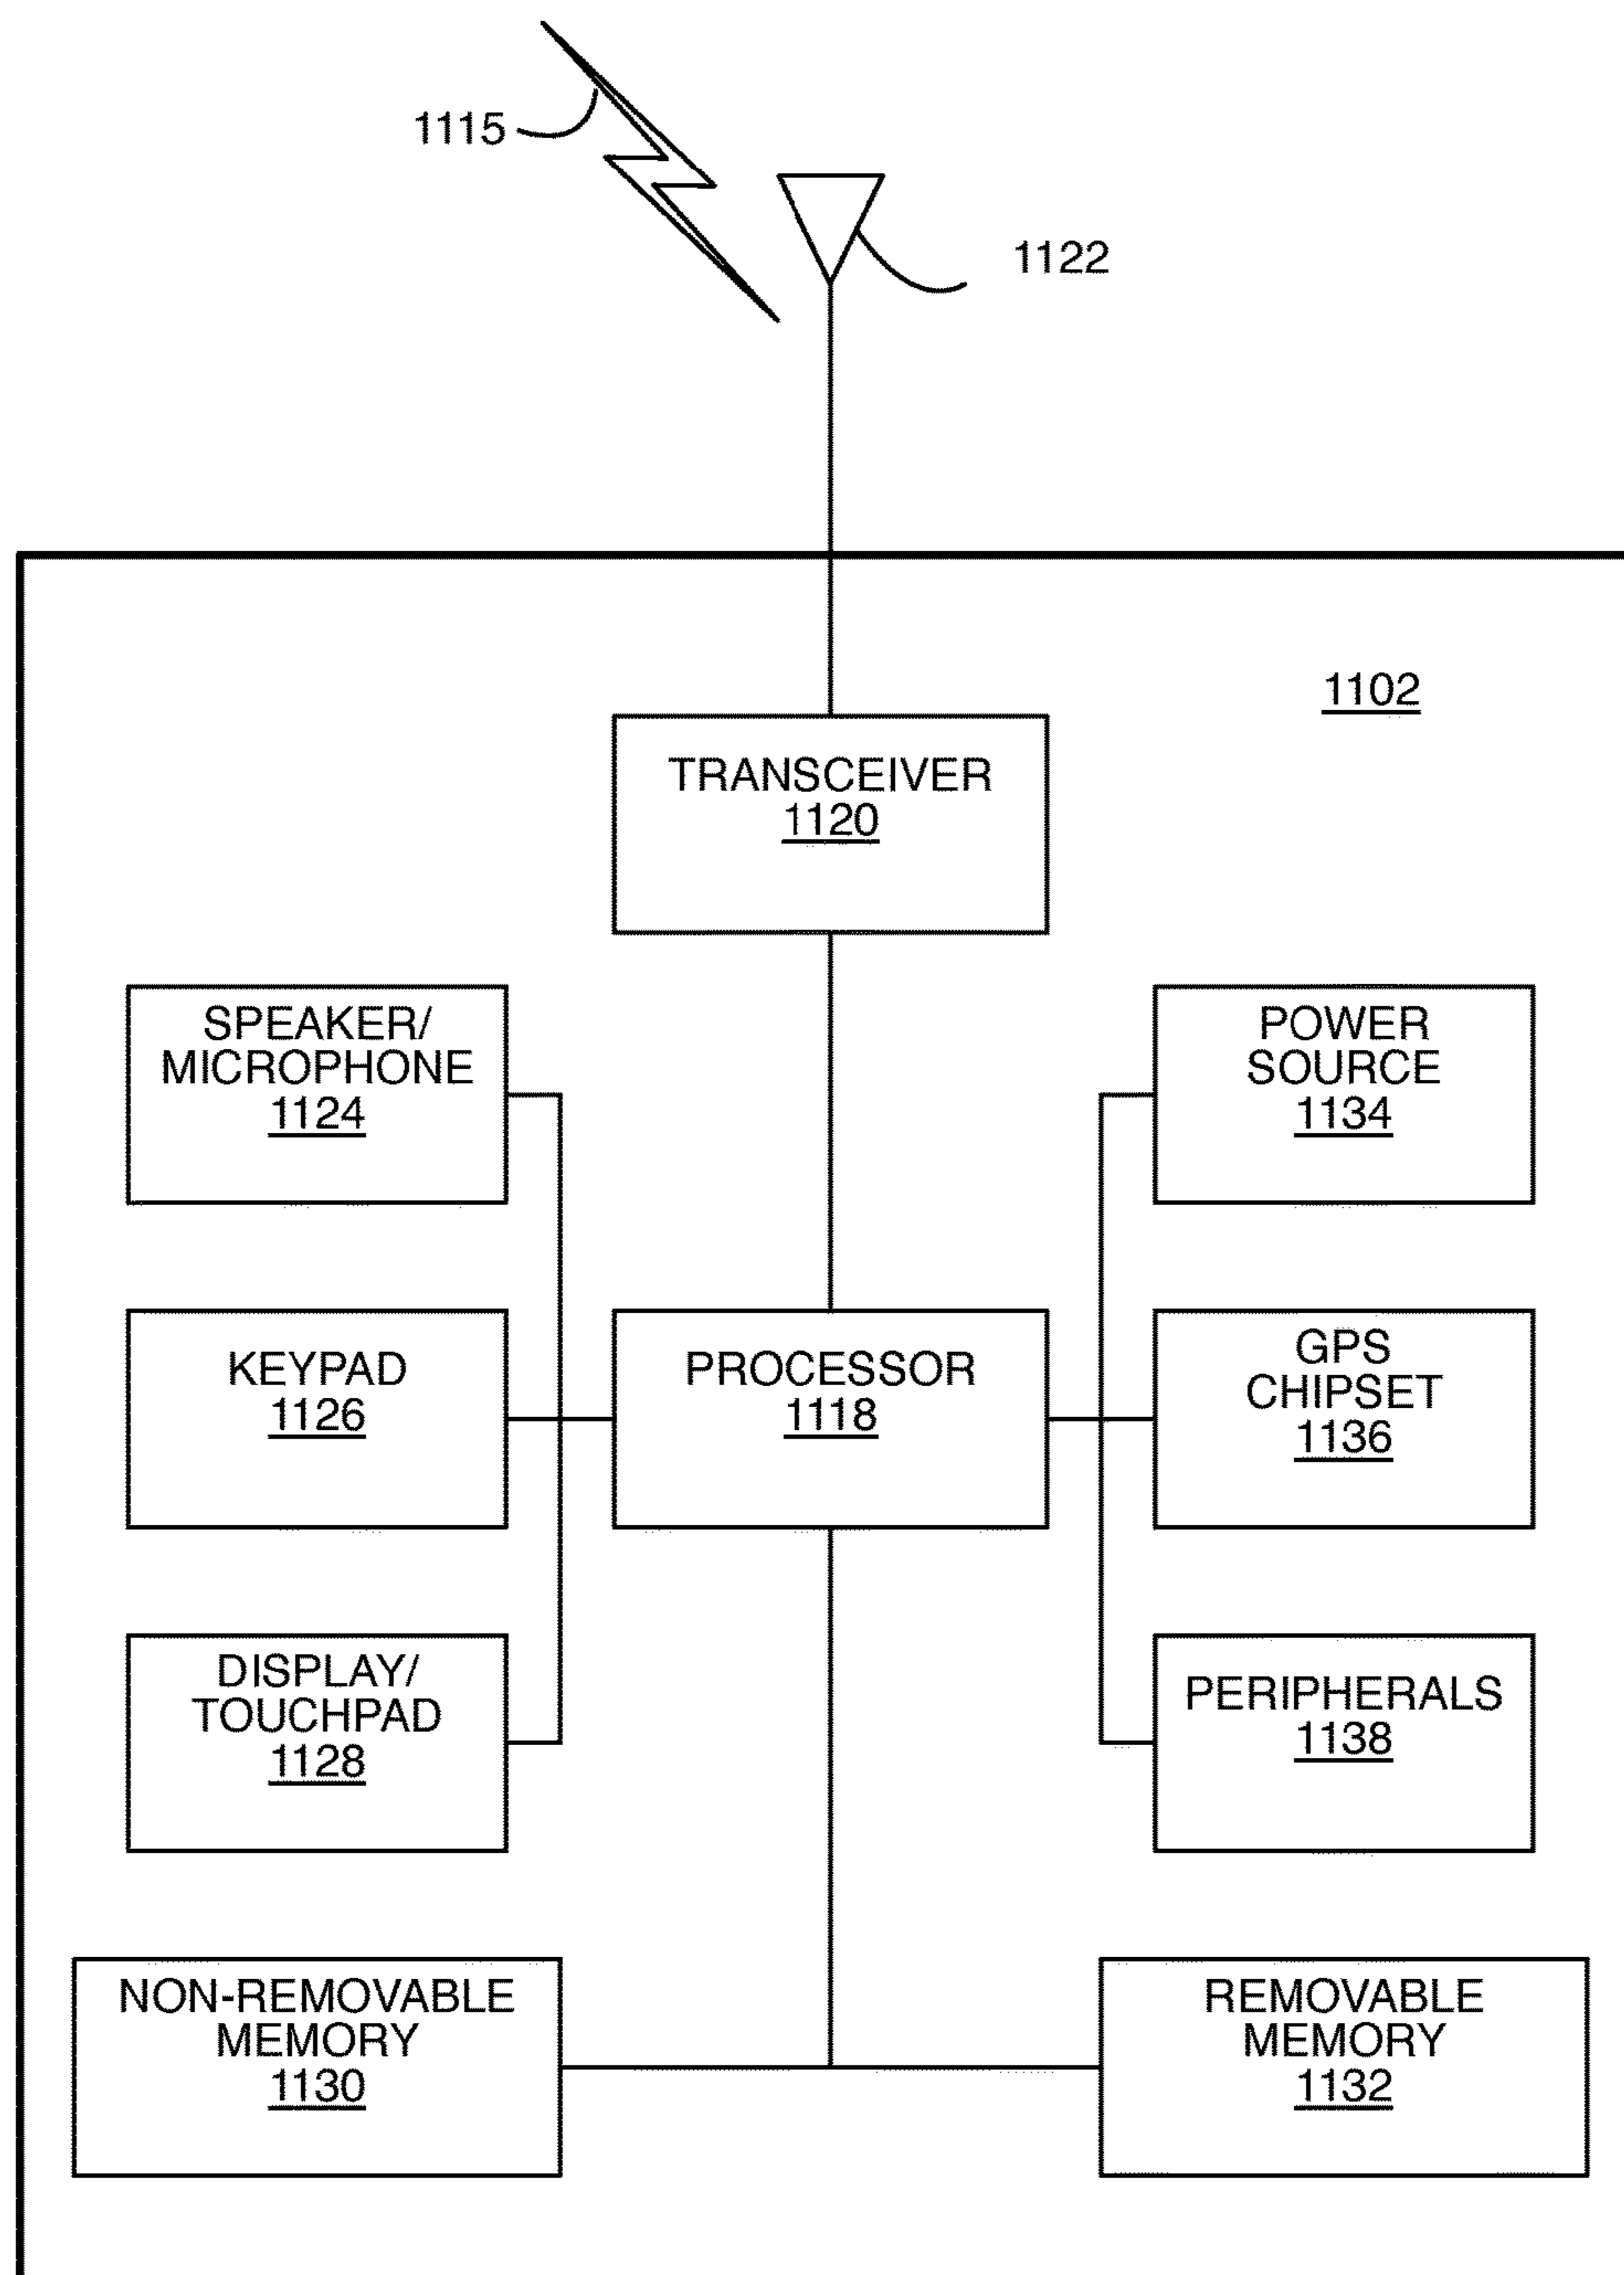 1115
1122
1102
TRANSCEIVER
1120
SPEAKER/
MICROPHONE
1124
POWER
SOURCE
1134
KEYPAD
1126
PROCESSOR
1118
GPS
CHIPSET
1136
DISPLAY/
TOUCHPAD
1128
PERIPHERALS
1138
NON-REMOVABLE
MEMORY
1130
REMOVABLE
MEMORY
1132